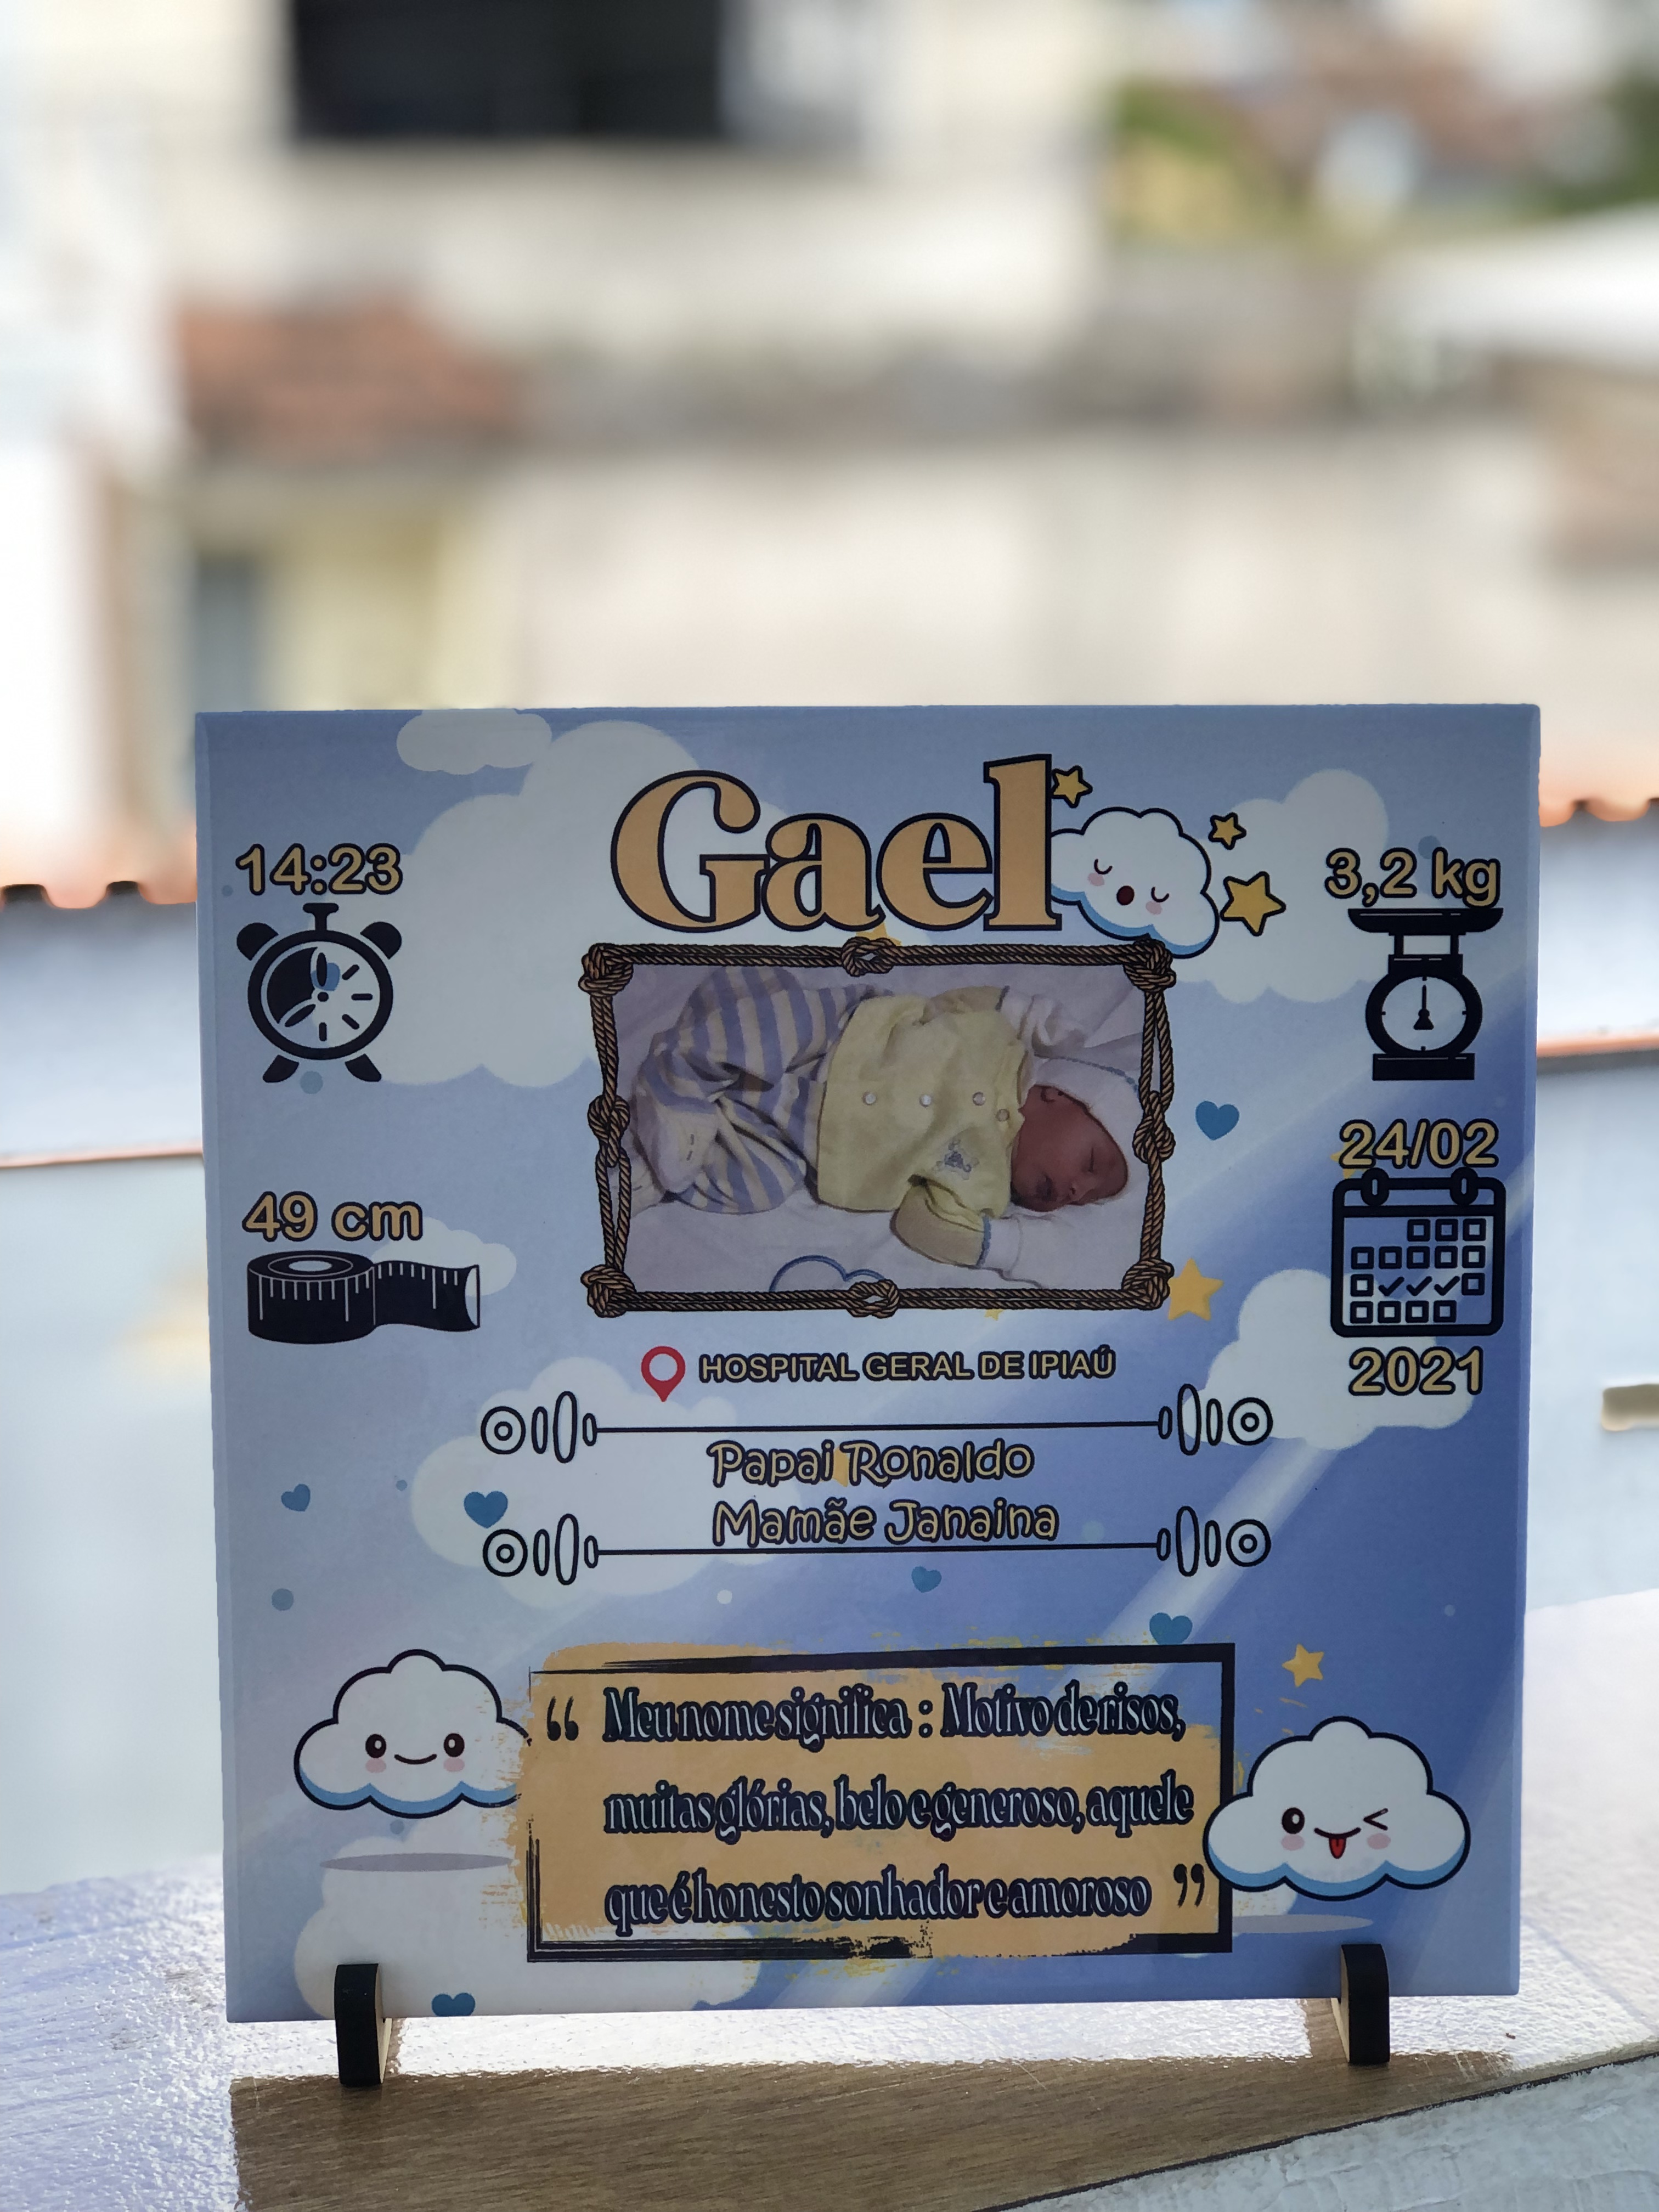 Gael
14:23
3,2 kg
24/02
49 cm
2021
HOSPITAL GERAL DE IPIAÚ
Papai Ronaldo
Mamãe Janaina
“ Meu nome significa : Motivo de risos,
muitas glórias, belo e generoso, aquele
que é honesto sonhador e amoroso ”